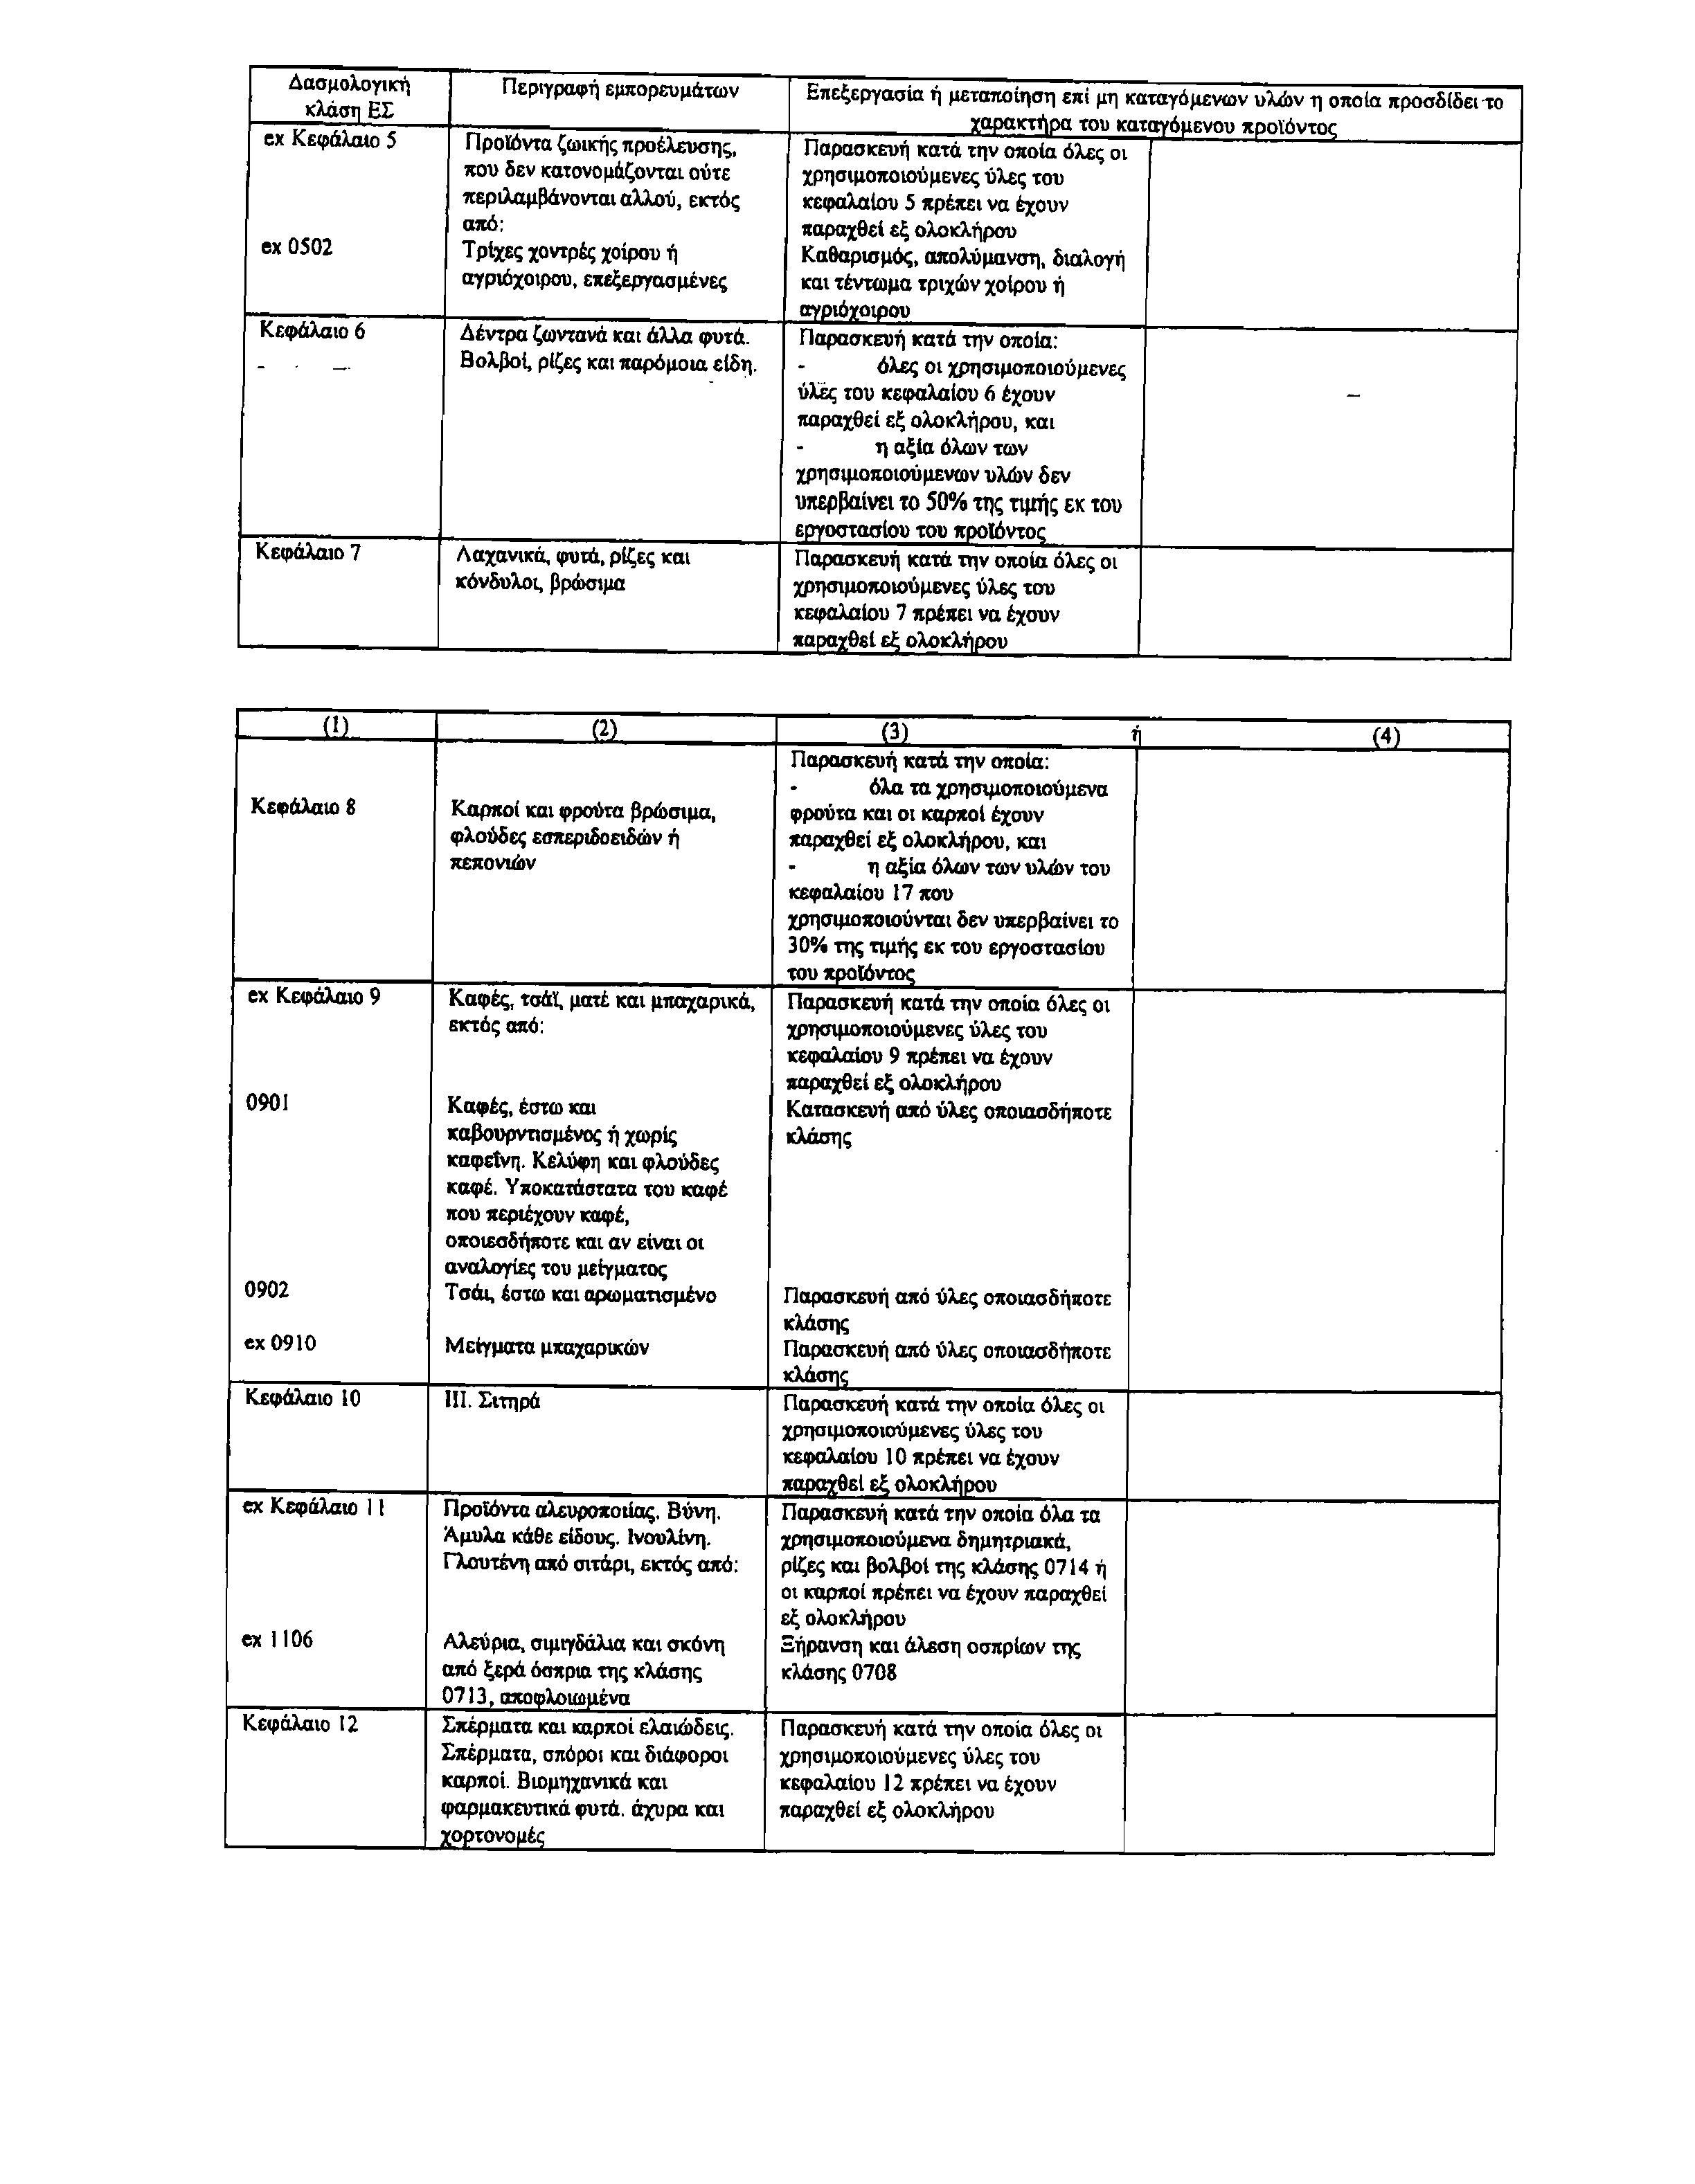 Δασμολογική κλάση ΕΣ
Περιγραφή εμπορευμάτων
Επεξεργασία ή μεταποίηση επί μη καταγόμενων υλών η οποία προσδίδει το
χαρακτήρα του καταγόμενου προϊόντος
ex Κεφάλαιο 5
Προϊόντα ζωικής προέλευσης,
που δεν κατονομάζονται ούτε
περιλαμβάνονται αλλού, εκτός
από:
Παρασκευή κατά την οποία όλες οι
χρησιμοποιούμενες ύλες του
κεφαλαίου 5 πρέπει να έχουν
παραχθεί εξ ολοκλήρου
ex 0502
Τρίχες χοντρές χοίρου ή
αγριόχοιρου, επεξεργασμένες
Καθαρισμός, απολύμανση, διαλογή
και τέντωμα τριχών χοίρου ή
αγριόχοιρου
Κεφάλαιο 6
Δέντρα ζωντανά και άλλα φυτά.
Βολβοί, ρίζες και παρόμοια είδη.
Παρασκευή κατά την οποία:
- όλες οι χρησιμοποιούμενες
ύλες του κεφαλαίου 6 έχουν
παραχθεί εξ ολοκλήρου, και
- η αξία όλων των
χρησιμοποιούμενων υλών δεν
υπερβαίνει το 50% της τιμής εκ του
εργοστασίου του προϊόντος
Κεφάλαιο 7
Λαχανικά, φυτά, ρίζες και
κόνδυλοι, βρώσιμα
Παρασκευή κατά την οποία όλες οι
χρησιμοποιούμενες ύλες του
κεφαλαίου 7 πρέπει να έχουν
παραχθεί εξ ολοκλήρου
(1) (2) (3) ή (4)
Κεφάλαιο 8
Καρποί και φρούτα βρώσιμα,
φλούδες εσπεριδοειδών ή
πεπονιών
Παρασκευή κατά την οποία:
- όλα τα χρησιμοποιούμενα
φρούτα και οι καρποί έχουν
παραχθεί εξ ολοκλήρου, και
- η αξία όλων των υλών του
κεφαλαίου 17 που
χρησιμοποιούνται δεν υπερβαίνει το
30% της τιμής εκ του εργοστασίου
του προϊόντος
ex Κεφάλαιο 9
Καφές, τσάϊ, ματέ και μπαχαρικά,
εκτός από:
Παρασκευή κατά την οποία όλες οι
χρησιμοποιούμενες ύλες του
κεφαλαίου 9 πρέπει να έχουν
παραχθεί εξ ολοκλήρου
0901
Καφές, έστω και
καβουρντισμένος ή χωρίς
καφεΐνη. Κελύφη και φλούδες
καφέ. Υποκατάστατα του καφέ
που περιέχουν καφέ,
οποιεσδήποτε και αν είναι οι
αναλογίες του μείγματος
Κατασκευή από ύλες οποιασδήποτε
κλάσης
0902
Τσάι, έστω και αρωματισμένο
Παρασκευή από ύλες οποιασδήποτε
κλάσης
ex 0910
Μείγματα μπαχαρικών
Παρασκευή από ύλες οποιασδήποτε
κλάσης
Κεφάλαιο 10
III. Σιτηρά
Παρασκευή κατά την οποία όλες οι
χρησιμοποιούμενες ύλες του
κεφαλαίου 10 πρέπει να έχουν
παραχθεί εξ ολοκλήρου
ex Κεφάλαιο 11
Προϊόντα αλευροποιίας. Βύνη.
Άμυλα κάθε είδους. Ινουλίνη.
Γλουτένη από σιτάρι, εκτός από:
Παρασκευή κατά την οποία όλα τα
χρησιμοποιούμενα δημητριακά,
ρίζες και βολβοί της κλάσης 0714 ή
οι καρποί πρέπει να έχουν παραχθεί
εξ ολοκλήρου
ex 1106
Αλεύρια, σιμιγδάλια και σκόνη
από ξερά όσπρια της κλάσης
0713, αποφλοιωμένα
Ξήρανση και άλεση οσπρίων της
κλάσης 0708
Κεφάλαιο 12
Σπέρματα και καρποί ελαιώδεις.
Σπέρματα, σπόροι και διάφοροι
καρποί. Βιομηχανικά και
φαρμακευτικά φυτά. άχυρα και
χορτονομές
Παρασκευή κατά την οποία όλες οι
χρησιμοποιούμενες ύλες του
κεφαλαίου 12 πρέπει να έχουν
παραχθεί εξ ολοκλήρου